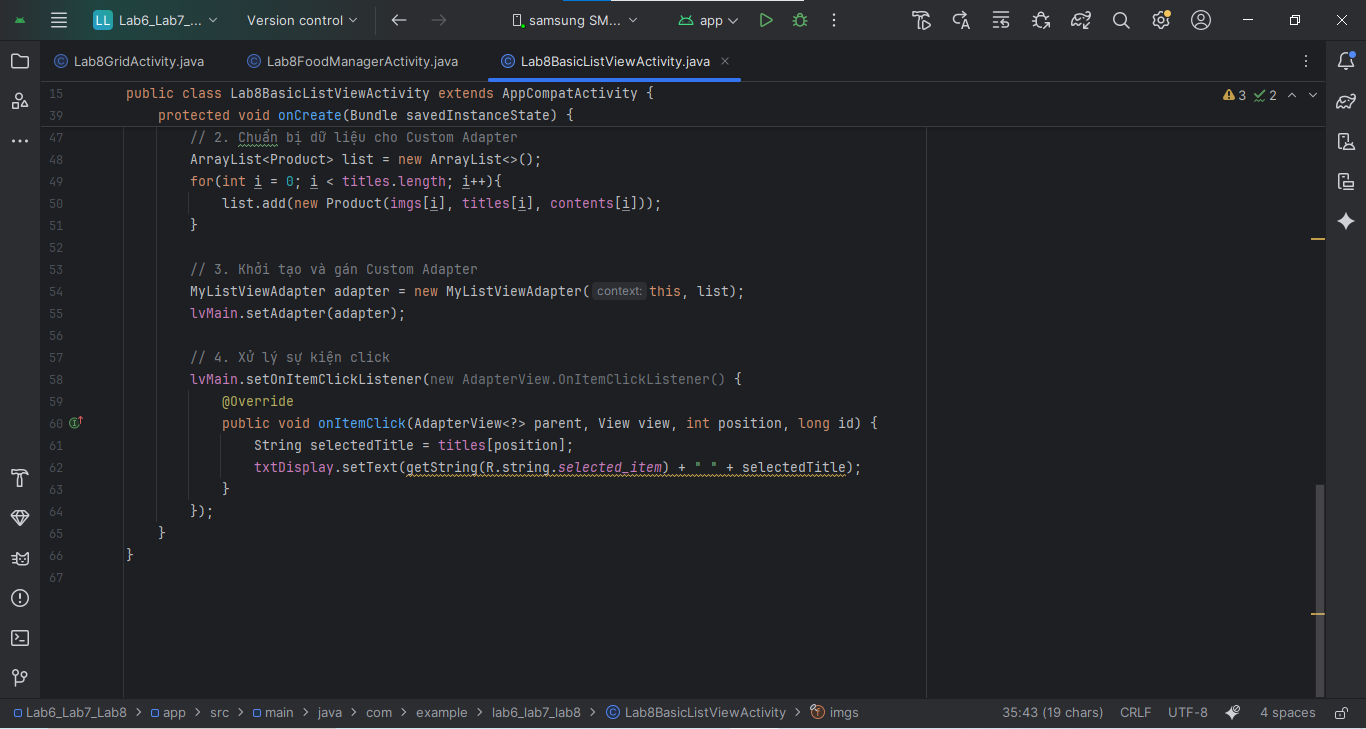 LL Lab6_Lab7_... Version control samsung SM... app
Lab8GridActivity.java Lab8FoodManagerActivity.java Lab8BasicListViewActivity.java
15 public class Lab8BasicListViewActivity extends AppCompatActivity { 3 2
39 protected void onCreate(Bundle savedInstanceState) {
47 // 2. Chuẩn bị dữ liệu cho Custom Adapter
48 ArrayList<Product> list = new ArrayList<>();
49 for(int i = 0; i < titles.length; i++){
50 list.add(new Product(imgs[i], titles[i], contents[i]));
51 }
52
53 // 3. Khởi tạo và gán Custom Adapter
54 MyListViewAdapter adapter = new MyListViewAdapter( context: this, list);
55 lvMain.setAdapter(adapter);
56
57 // 4. Xử lý sự kiện click
58 lvMain.setOnItemClickListener(new AdapterView.OnItemClickListener() {
59 @Override
60 public void onItemClick(AdapterView<?> parent, View view, int position, long id) {
61 String selectedTitle = titles[position];
62 txtDisplay.setText(getString(R.string.selected_item) + " " + selectedTitle);
63 }
64 });
65 }
66 }
67
Lab6_Lab7_Lab8 > app > src > main > java > com > example > lab6_lab7_lab8 > Lab8BasicListViewActivity > imgs 35:43 (19 chars) CRLF UTF-8 4 spaces